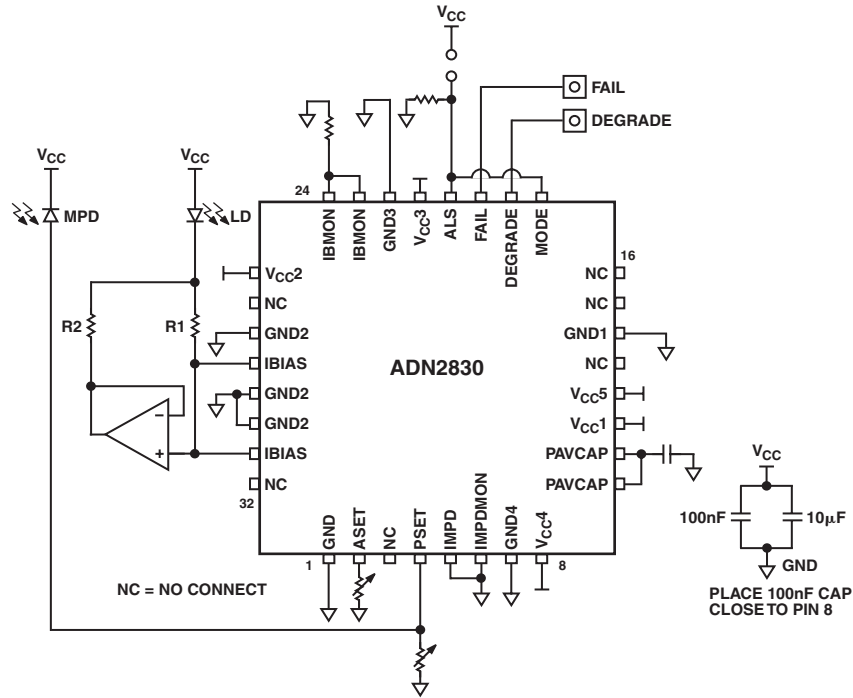 VCC
FAIL
DEGRADE
VCC
VCC
MPD
LD
24
IBMON
IBMON
GND3
VCC3
ALS
FAIL
DEGRADE
MODE
16
VCC2
NC
GND2
IBIAS
GND2
GND2
IBIAS
NC
32
R2
R1
−
+
ADN2830
NC
NC
GND1
NC
VCC5
VCC1
PAVCAP
PAVCAP
1
GND
ASET
NC
PSET
IMPD
IMPDMON
GND4
VCC4
8
NC = NO CONNECT
VCC
100nF
10μF
GND
PLACE 100nF CAP
CLOSE TO PIN 8